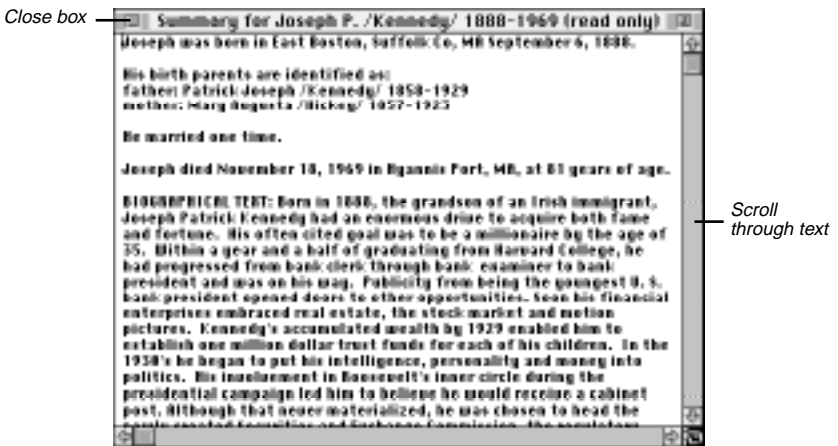 Close box
Summary for Joseph P. /Kennedy/ 1888-1969 (read only)
Joseph was born in East Boston, Suffolk Co, MA September 6, 1888.
His birth parents are identified as:
father: Patrick Joseph /Kennedy/ 1858-1929
mother: Mary Augusta /Hickey/ 1857-1923
He married one time.
Joseph died November 18, 1969 in Hyannis Port, MA, at 81 years of age.
BIOGRAPHICAL TEXT: Born in 1888, the grandson of an Irish immigrant,
Joseph Patrick Kennedy had an enormous drive to acquire both fame
and fortune. His often cited goal was to be a millionaire by the age of
35. Within a year and a half of graduating from Harvard College, he
had progressed from bank clerk through bank examiner to bank
president and was on his way. Publicity from being the youngest U. S.
bank president opened doors to other opportunities. Soon his financial
enterprises embraced real estate, the stock market and motion
pictures. Kennedy's accumulated wealth by 1929 enabled him to
establish one million dollar trust funds for each of his children. In the
1930's he began to put his intelligence, personality and money into
politics. His involvement in Roosevelt's inner circle during the
presidential campaign led him to believe he would receive a cabinet
post. Although that never materialized, he was chosen to head the
newly created Securities and Exchange Commission, the regulatory
Scroll
through text